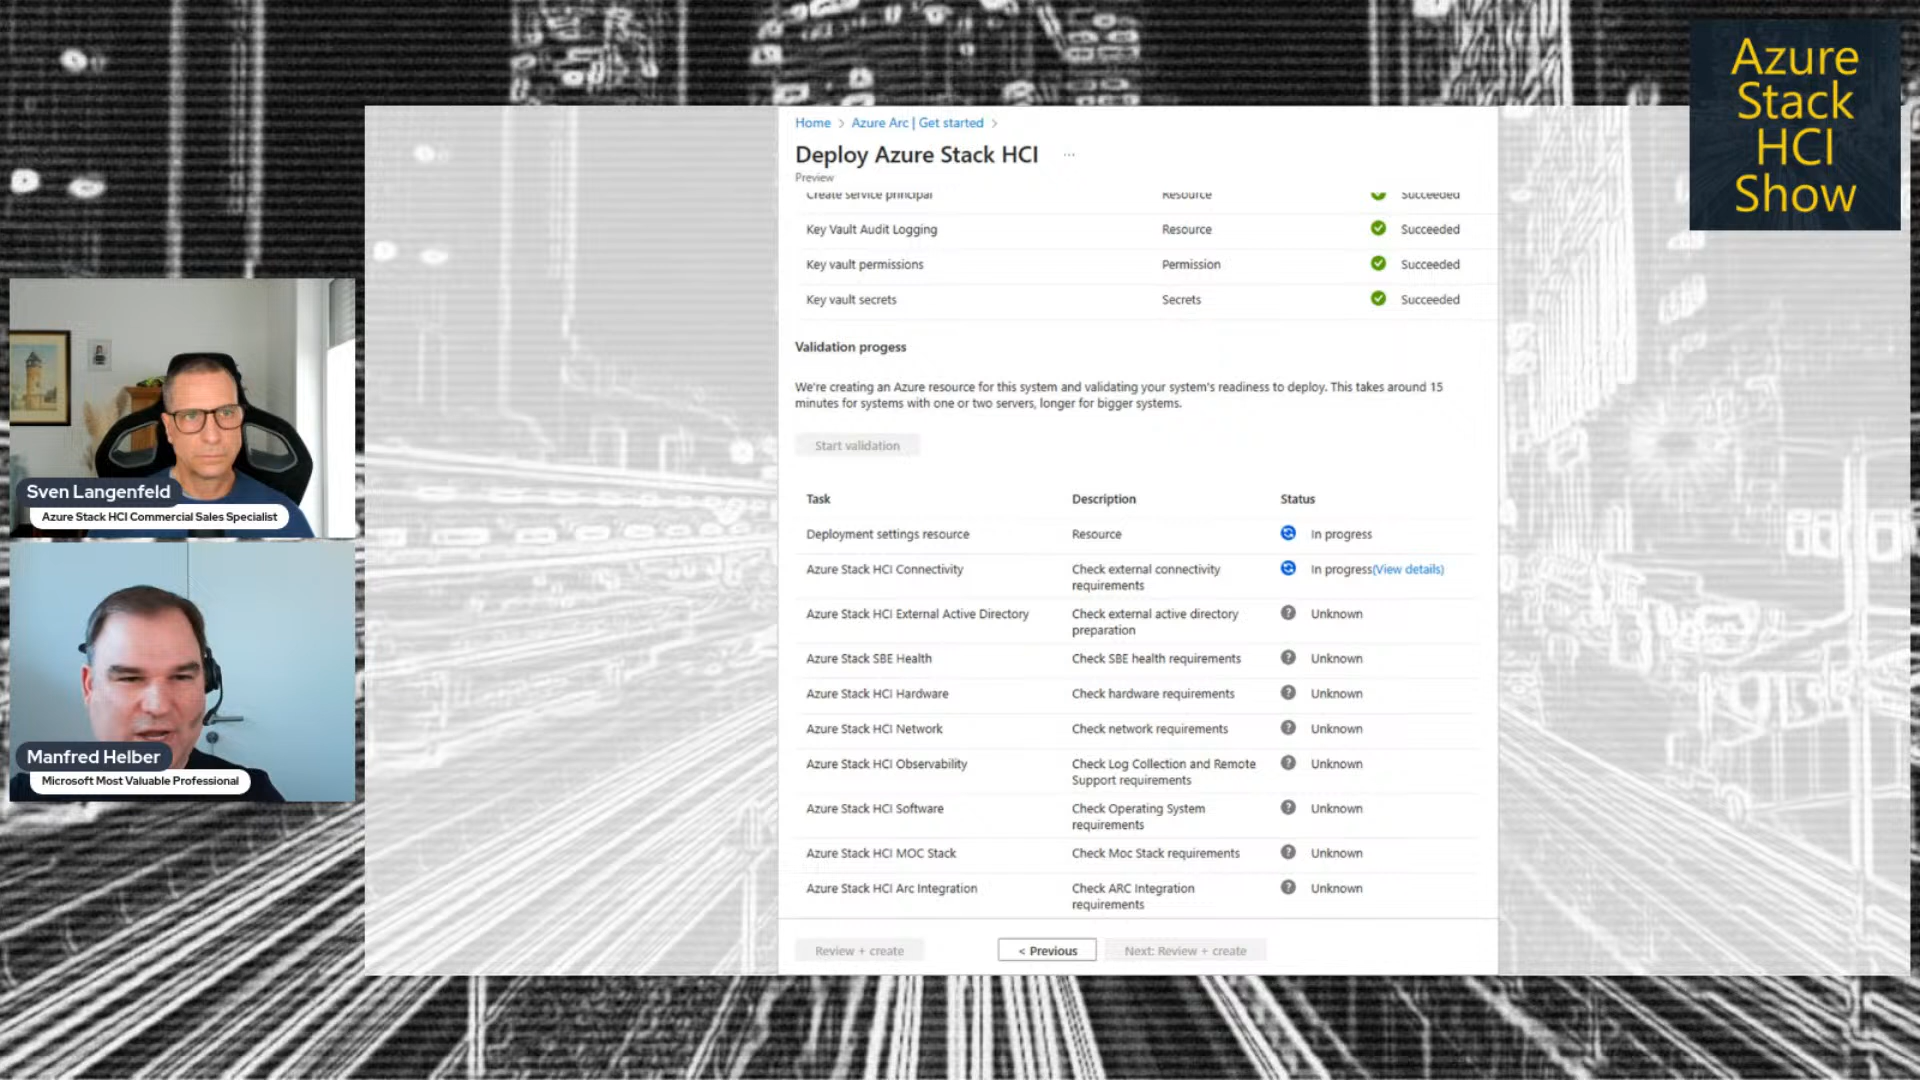 Azure
Stack
HCI
Show
Home > Azure Arc | Get started >
Deploy Azure Stack HCI ...
Preview
Create service principal Resource Succeeded
Key Vault Audit Logging Resource Succeeded
Key vault permissions Permission Succeeded
Key vault secrets Secrets Succeeded
Validation progess
We're creating an Azure resource for this system and validating your system's readiness to deploy. This takes around 15
minutes for systems with one or two servers, longer for bigger systems.
Start validation
Task Description Status
Deployment settings resource Resource In progress
Azure Stack HCI Connectivity Check external connectivity In progress(View details)
requirements
Azure Stack HCI External Active Directory Check external active directory Unknown
preparation
Azure Stack SBE Health Check SBE health requirements Unknown
Azure Stack HCI Hardware Check hardware requirements Unknown
Azure Stack HCI Network Check network requirements Unknown
Azure Stack HCI Observability Check Log Collection and Remote Unknown
Support requirements
Azure Stack HCI Software Check Operating System Unknown
requirements
Azure Stack HCI MOC Stack Check Moc Stack requirements Unknown
Azure Stack HCI Arc Integration Check ARC Integration Unknown
requirements
Review + create < Previous Next: Review + create
Sven Langenfeld
Azure Stack HCI Commercial Sales Specialist
Manfred Helber
Microsoft Most Valuable Professional